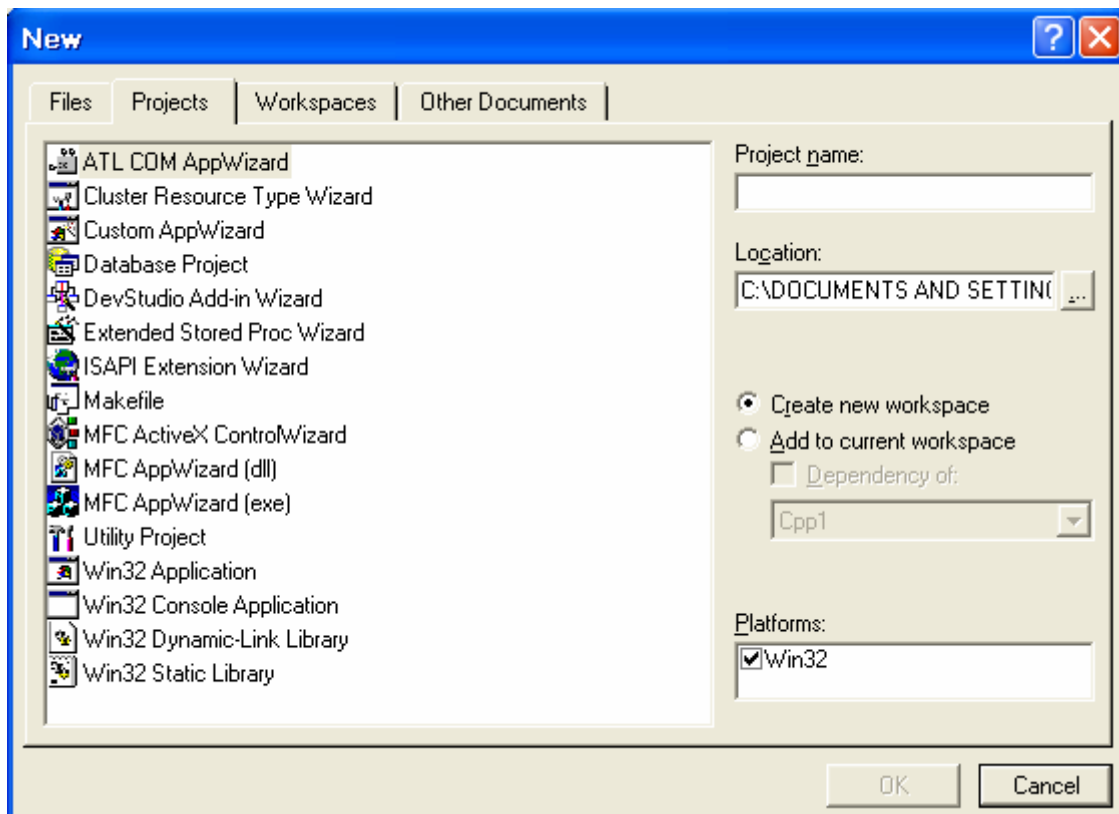 New
Files
Projects
Workspaces
Other Documents
ATL COM AppWizard
Cluster Resource Type Wizard
Custom AppWizard
Database Project
DevStudio Add-in Wizard
Extended Stored Proc Wizard
ISAPI Extension Wizard
Makefile
MFC ActiveX ControlWizard
MFC AppWizard (dll)
MFC AppWizard (exe)
Utility Project
Win32 Application
Win32 Console Application
Win32 Dynamic-Link Library
Win32 Static Library
Project name:
Location:
C:\DOCUMENTS AND SETTING
...
Create new workspace
Add to current workspace
Dependency of:
Cpp1
Platforms:
Win32
OK
Cancel